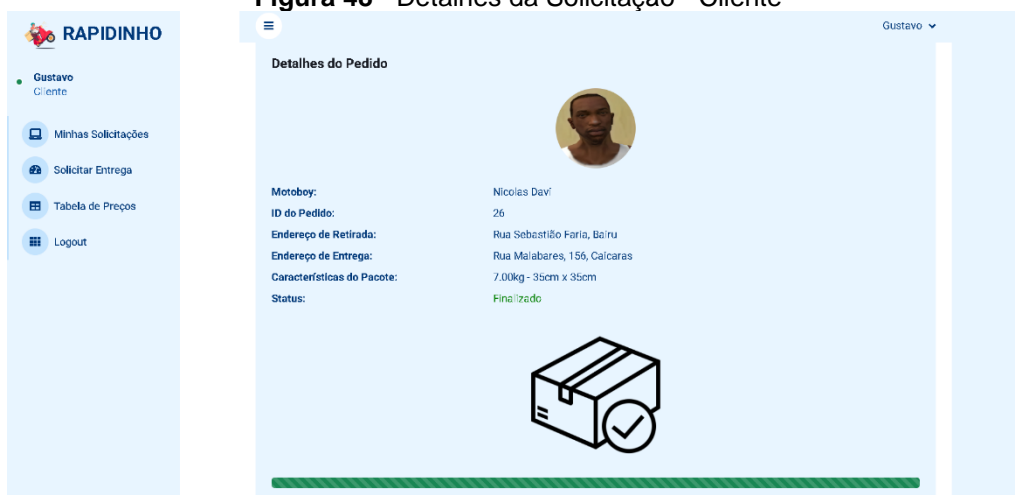 Figura 46 - Detalhes da Solicitação - Cliente
RAPIDINHO
Gustavo
Cliente
Minhas Solicitações
Solicitar Entrega
Tabela de Preços
Logout
Gustavo
Detalhes do Pedido
Motoboy: Nicolas Davi
ID do Pedido: 26
Endereço de Retirada: Rua Sebastião Faria, Bairu
Endereço de Entrega: Rua Malabares, 156, Caiçaras
Características do Pacote: 7.00kg - 35cm x 35cm
Status: Finalizado